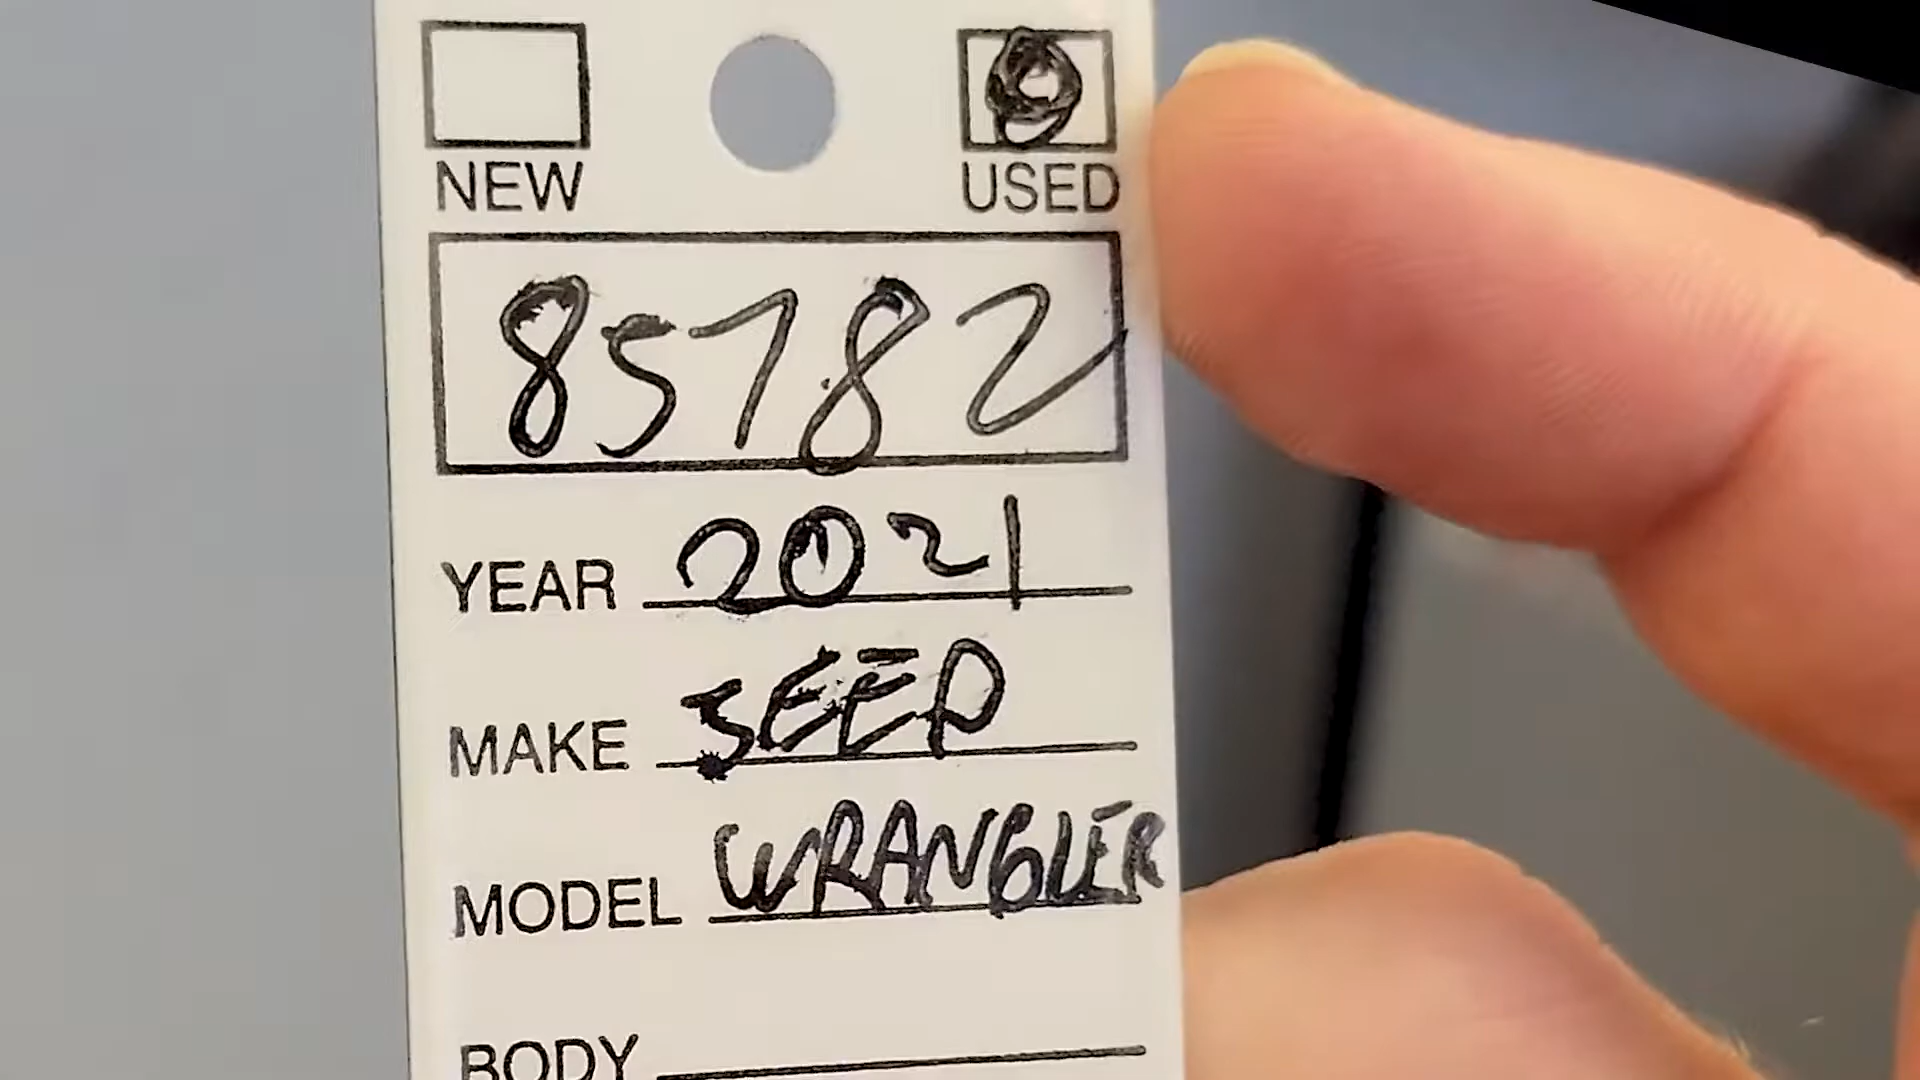 NEW USED
85782
YEAR 2021
MAKE JEEP
MODEL WRANGLER
BODY